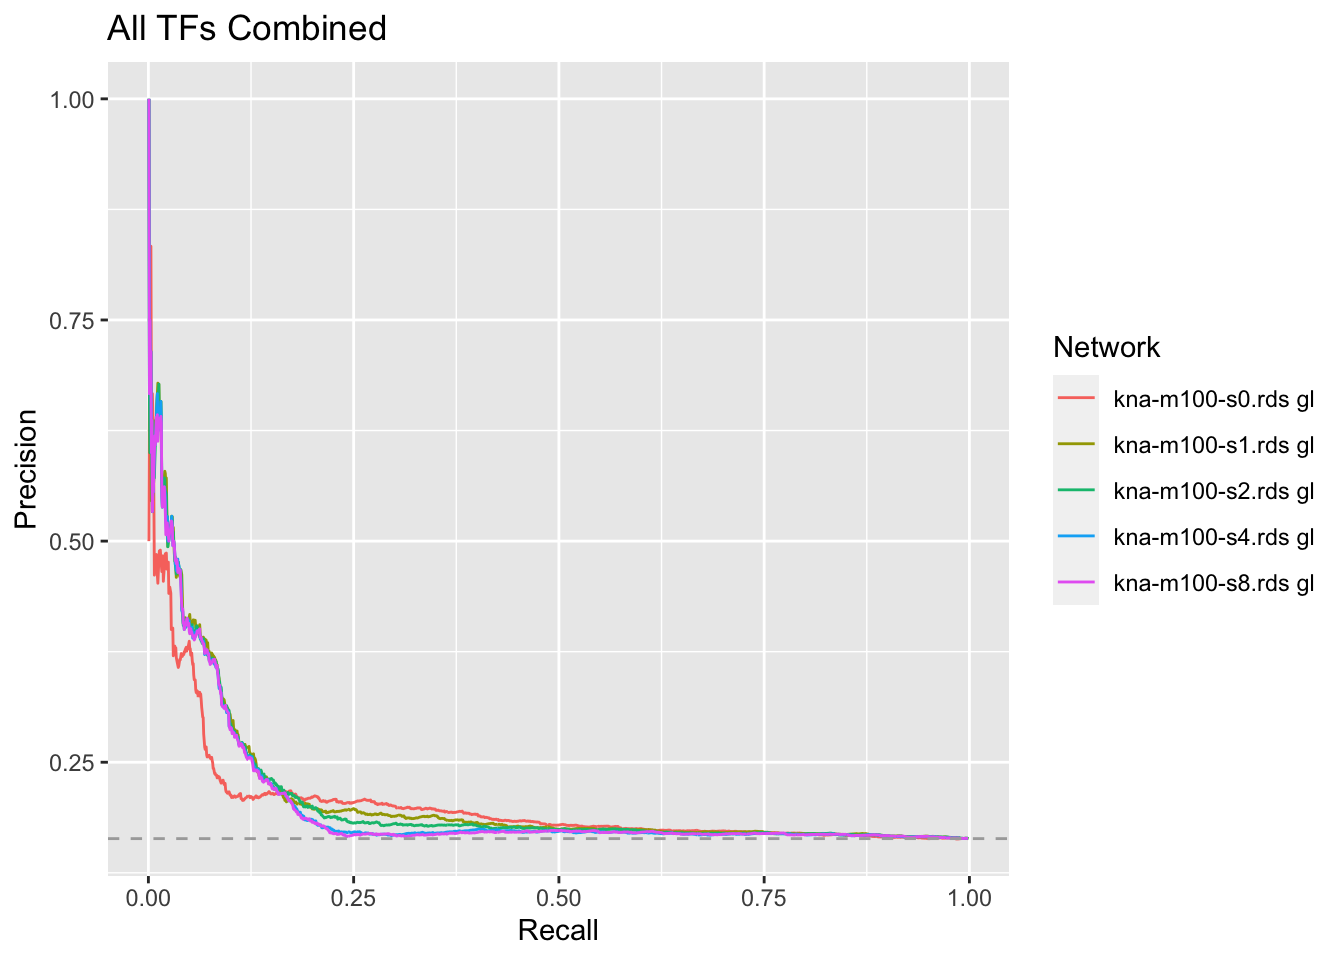 All TFs Combined
1.00
0.75
0.50
0.25
Precision
0.00
0.25
0.50
0.75
1.00
Recall
Network
kna-m100-s0.rds gl
kna-m100-s1.rds gl
kna-m100-s2.rds gl
kna-m100-s4.rds gl
kna-m100-s8.rds gl